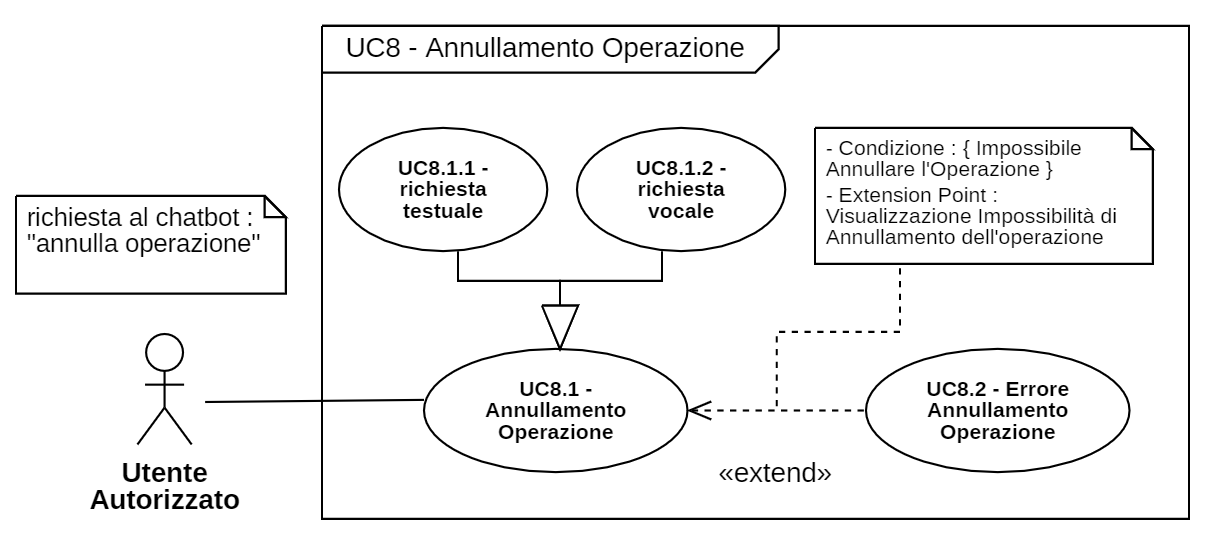 UC8 - Annullamento Operazione
UC8.1.1 -
richiesta
testuale
UC8.1.2 -
richiesta
vocale
- Condizione : { Impossibile
Annullare l'Operazione }
- Extension Point :
Visualizzazione Impossibilità di
Annullamento dell'operazione
richiesta al chatbot :
"annulla operazione"
UC8.1 -
Annullamento
Operazione
UC8.2 - Errore
Annullamento
Operazione
«extend»
Utente
Autorizzato